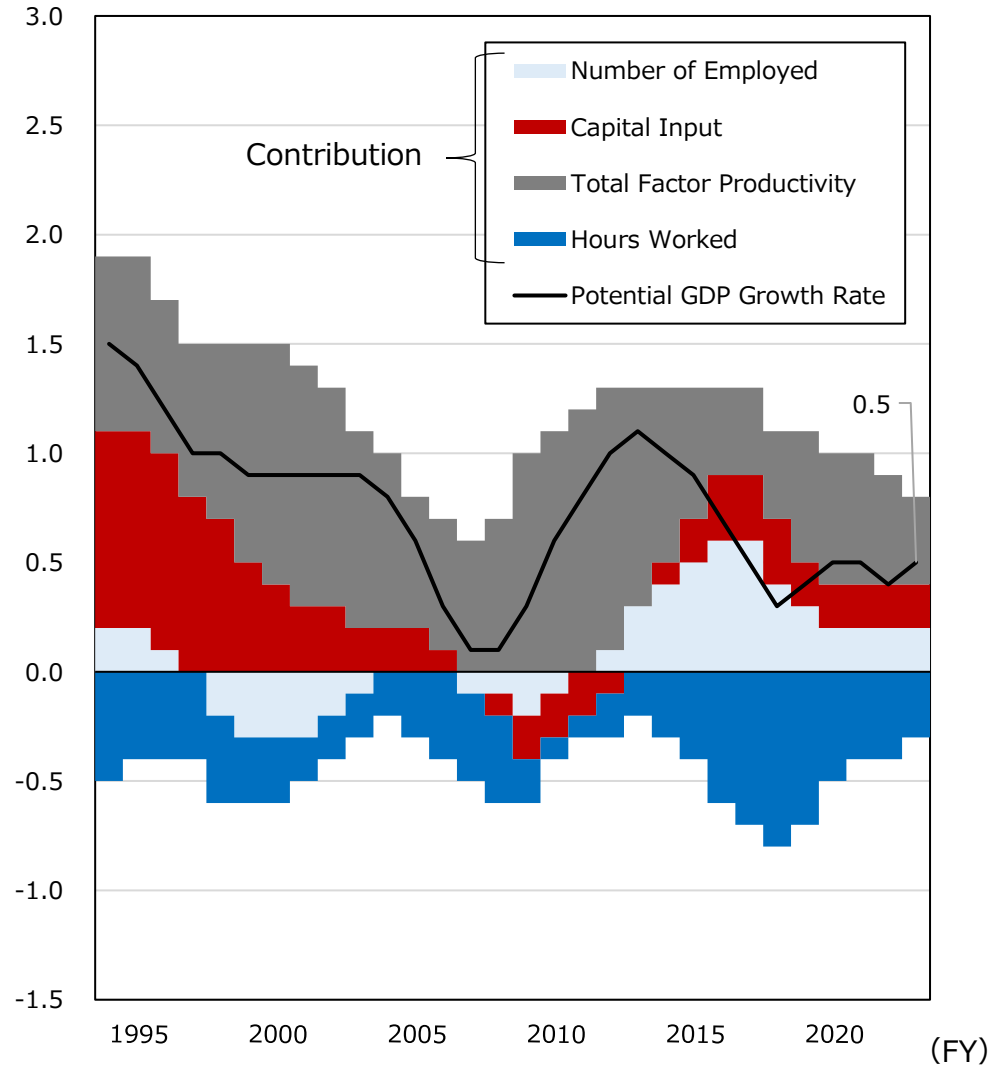 3.0
2.5
2.0
1.5
1.0
0.5
0.0
-0.5
-1.0
-1.5
Contribution
Number of Employed
Capital Input
Total Factor Productivity
Hours Worked
Potential GDP Growth Rate
0.5
1995 2000 2005 2010 2015 2020
(FY)